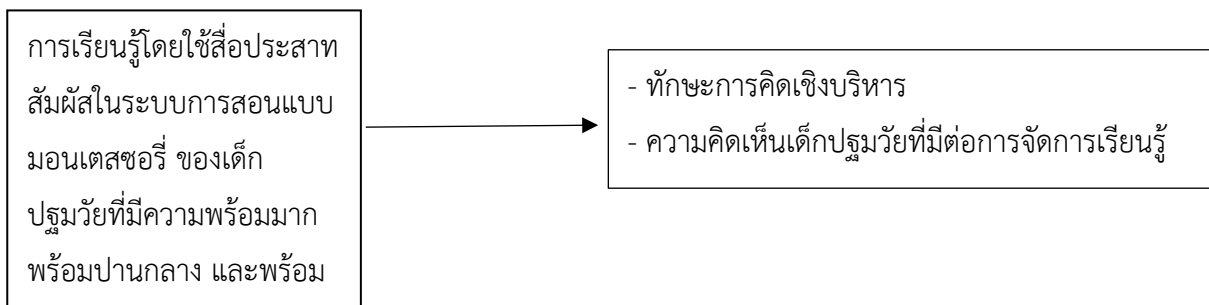 การเรียนรู้โดยใช้สื่อประสาท
สัมผัสในระบบการสอนแบบ
มอนเตสซอรี่ ของเด็ก
ปฐมวัยที่มีความพร้อมมาก
พร้อมปานกลาง และพร้อม
- ทักษะการคิดเชิงบริหาร
- ความคิดเห็นเด็กปฐมวัยที่มีต่อการจัดการเรียนรู้